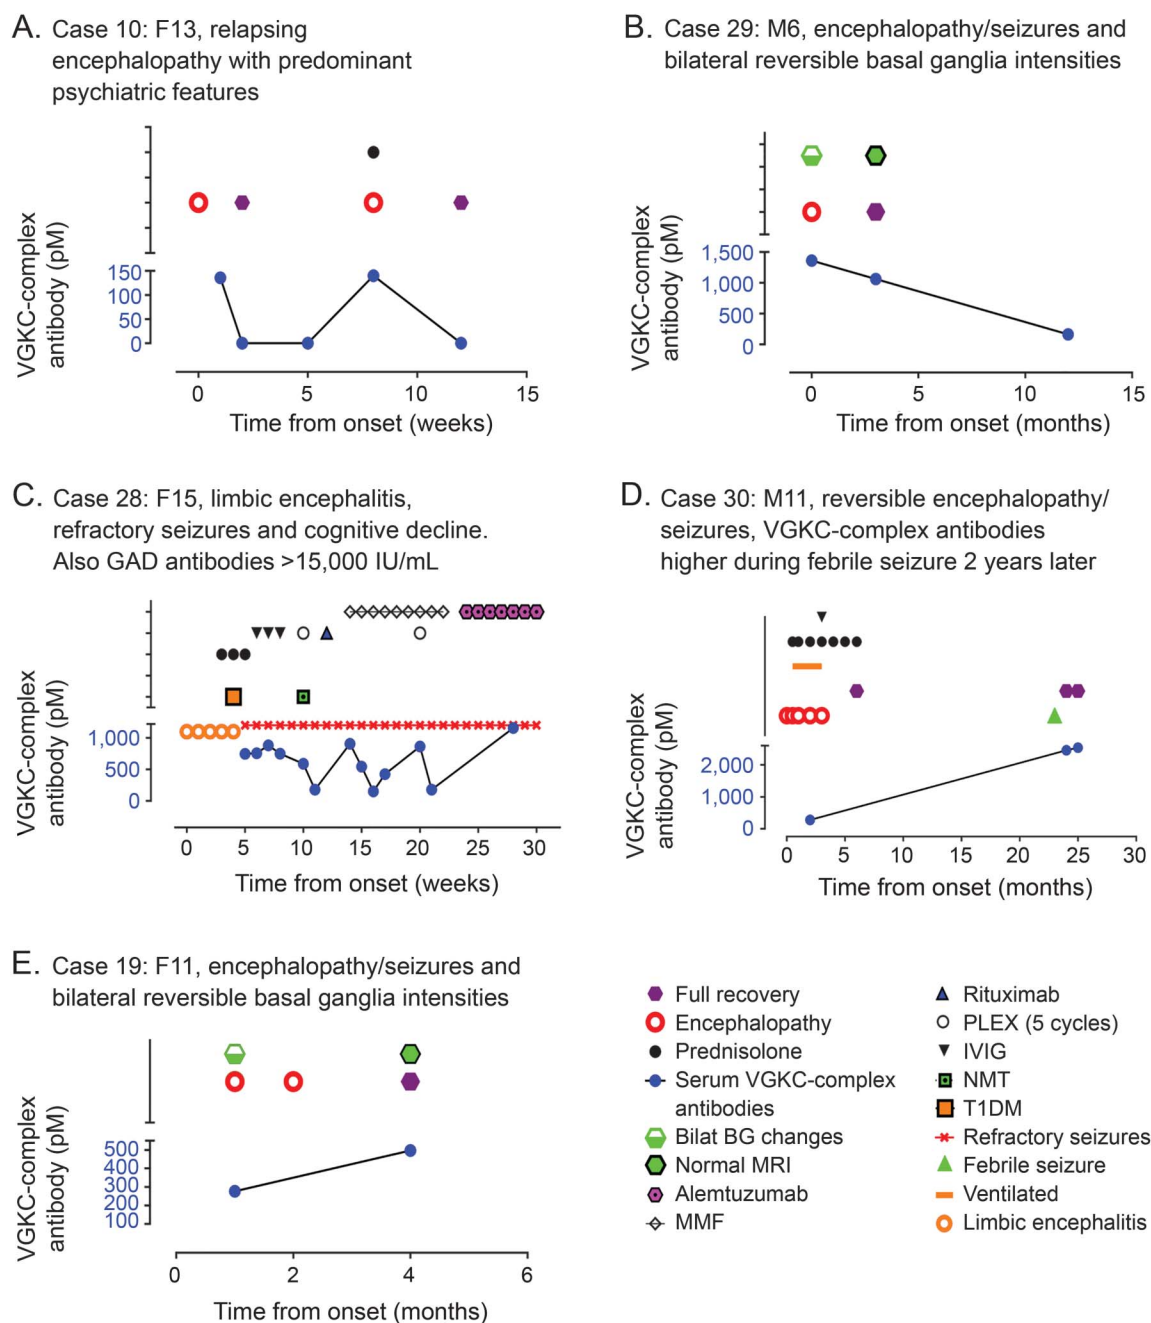 A. Case 10: F13, relapsing
encephalopathy with predominant
psychiatric features
VGKC-complex
antibody (pM)
150
100
50
0
0 5 10 15
Time from onset (weeks)
B. Case 29: M6, encephalopathy/seizures and
bilateral reversible basal ganglia intensities
VGKC-complex
antibody (pM)
1,500
1,000
500
0
0 5 10 15
Time from onset (months)
C. Case 28: F15, limbic encephalitis,
refractory seizures and cognitive decline.
Also GAD antibodies >15,000 IU/mL
VGKC-complex
antibody (pM)
1,000
500
0
0 5 10 15 20 25 30
Time from onset (weeks)
D. Case 30: M11, reversible encephalopathy/
seizures, VGKC-complex antibodies
higher during febrile seizure 2 years later
VGKC-complex
antibody (pM)
2,000
1,000
0
0 5 10 15 20 25 30
Time from onset (months)
E. Case 19: F11, encephalopathy/seizures and
bilateral reversible basal ganglia intensities
VGKC-complex
antibody (pM)
500
400
300
200
100
0 2 4 6
Time from onset (months)
Full recovery
Encephalopathy
Prednisolone
Serum VGKC-complex
antibodies
Bilat BG changes
Normal MRI
Alemtuzumab
MMF
Rituximab
PLEX (5 cycles)
IVIG
NMT
T1DM
Refractory seizures
Febrile seizure
Ventilated
Limbic encephalitis